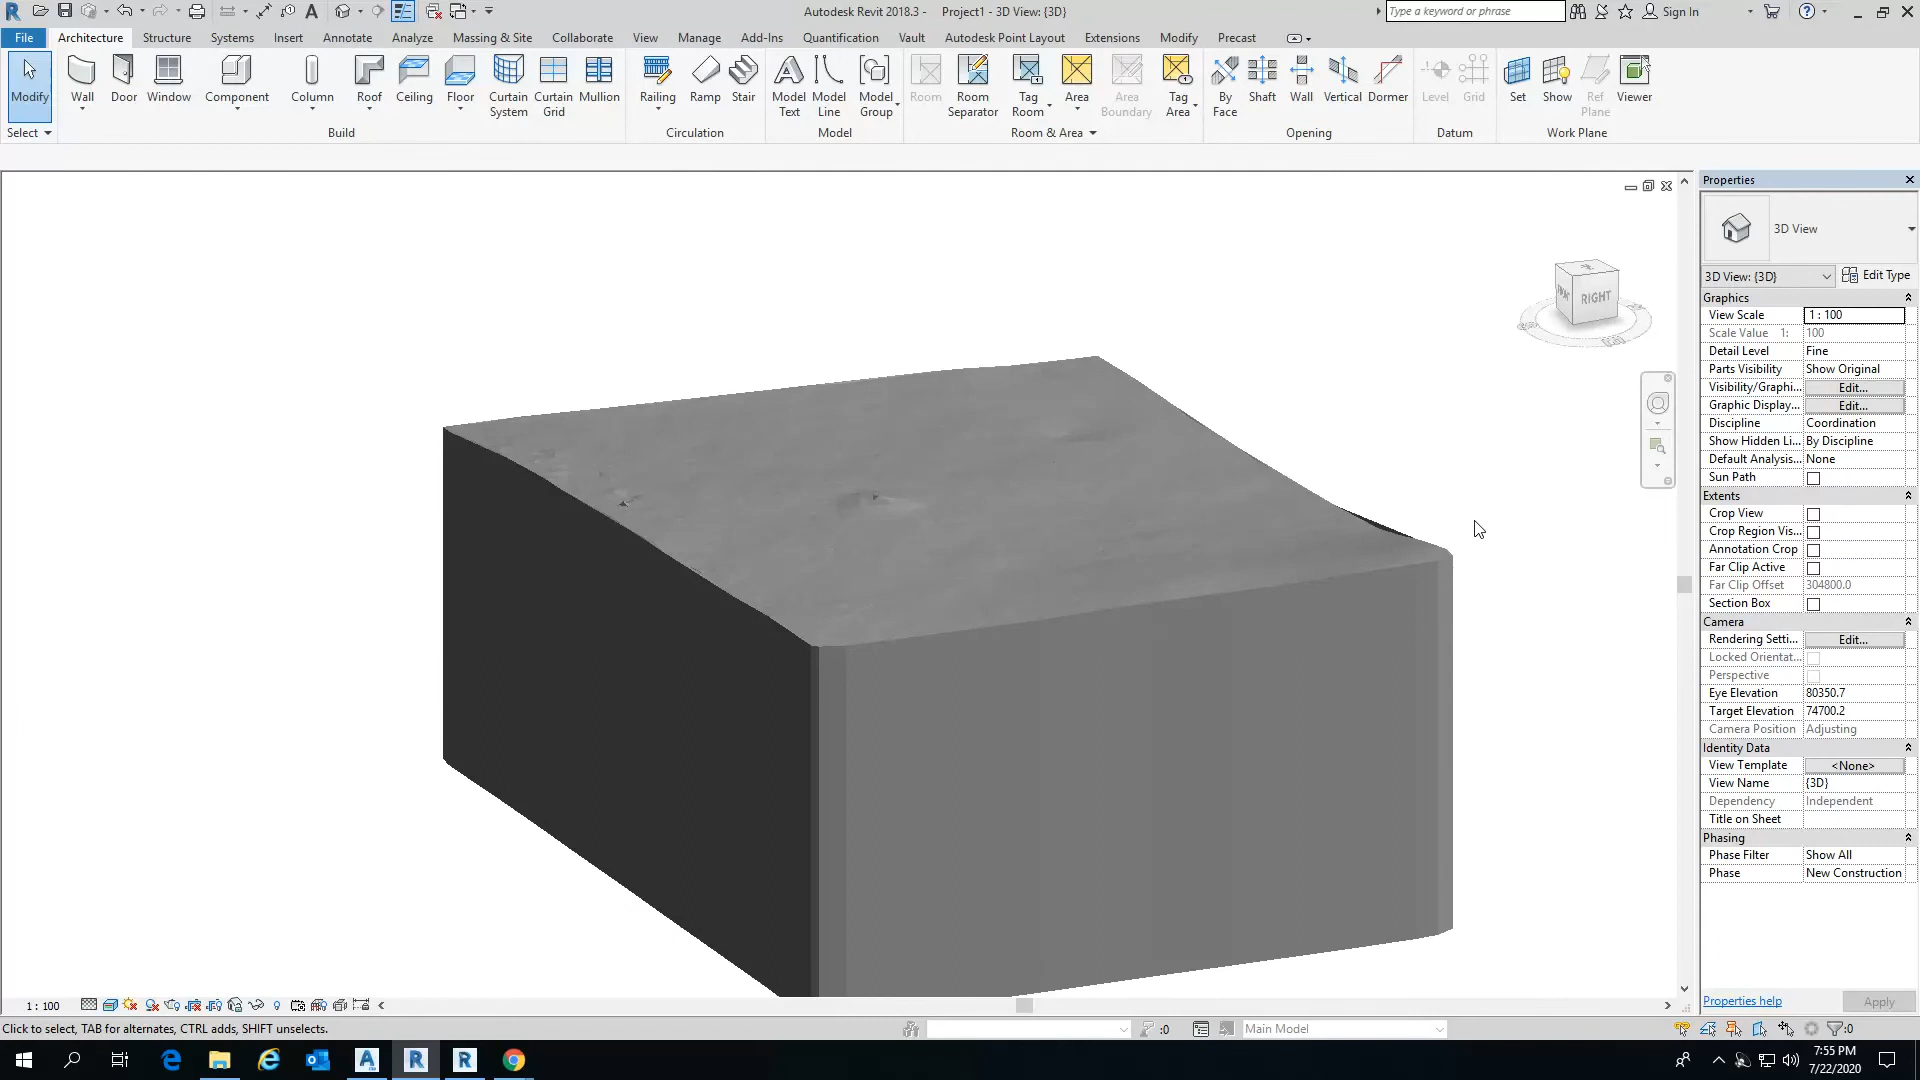 Autodesk Revit 2018.3 - Project1 - 3D View: {3D}
Type a keyword or phrase
Sign In
File Architecture Structure Systems Insert Annotate Analyze Massing & Site Collaborate View Manage Add-Ins Quantification Vault Autodesk Point Layout Extensions Modify Precast
Modify Wall Door Window Component Column Roof Ceiling Floor Curtain System Curtain Grid Mullion Railing Ramp Stair Model Text Model Line Model Group Room Room Separator Tag Room Area Area Boundary Tag Area By Face Shaft Wall Vertical Dormer Level Grid Set Show Ref Plane Viewer
Select Build Circulation Model Room & Area Opening Datum Work Plane
Properties
3D View
3D View: {3D} Edit Type
Graphics
View Scale 1 : 100
Scale Value 1: 100
Detail Level Fine
Parts Visibility Show Original
Visibility/Graphi... Edit...
Graphic Display... Edit...
Discipline Coordination
Show Hidden Li... By Discipline
Default Analysis... None
Sun Path
Extents
Crop View
Crop Region Vis...
Annotation Crop
Far Clip Active
Far Clip Offset 304800.0
Section Box
Camera
Rendering Setti... Edit...
Locked Orientat...
Perspective
Eye Elevation 80350.7
Target Elevation 74700.2
Camera Position Adjusting
Identity Data
View Template <None>
View Name {3D}
Dependency Independent
Title on Sheet
Phasing
Phase Filter Show All
Phase New Construction
Properties help Apply
RIGHT
1 : 100
Click to select, TAB for alternates, CTRL adds, SHIFT unselects.
:0
Main Model
:0
7:55 PM
7/22/2020